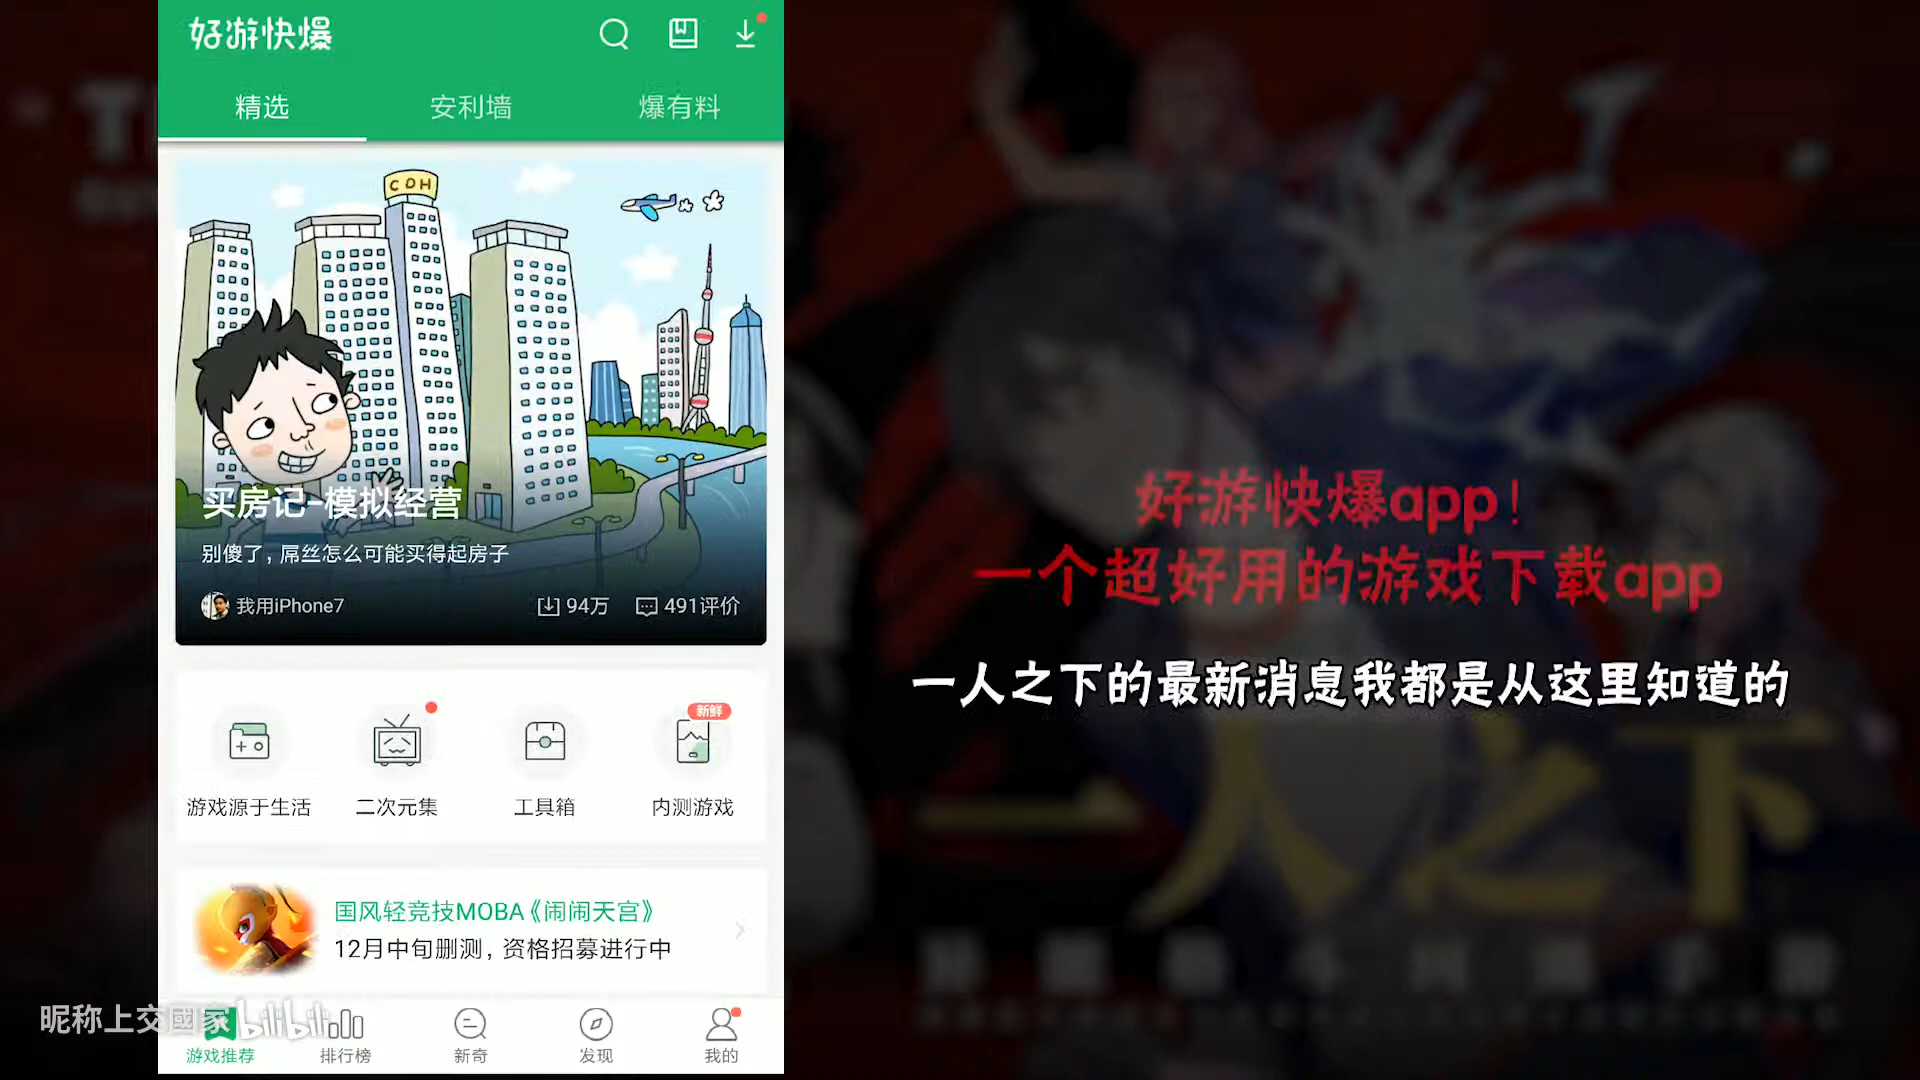 好游快爆
精选
安利墙
爆有料
COH
买房记-模拟经营
别傻了，屌丝怎么可能买得起房子
我用iPhone7
94万
491评价
新鲜
游戏源于生活
二次元集
工具箱
内测游戏
国风轻竞技MOBA《闹闹天宫》
12月中旬删测，资格招募进行中
游戏推荐
排行榜
新奇
发现
我的
昵称上交國家
bilibili
好游快爆app！
一个超好用的游戏下载app
一人之下的最新消息我都是从这里知道的
一人之下